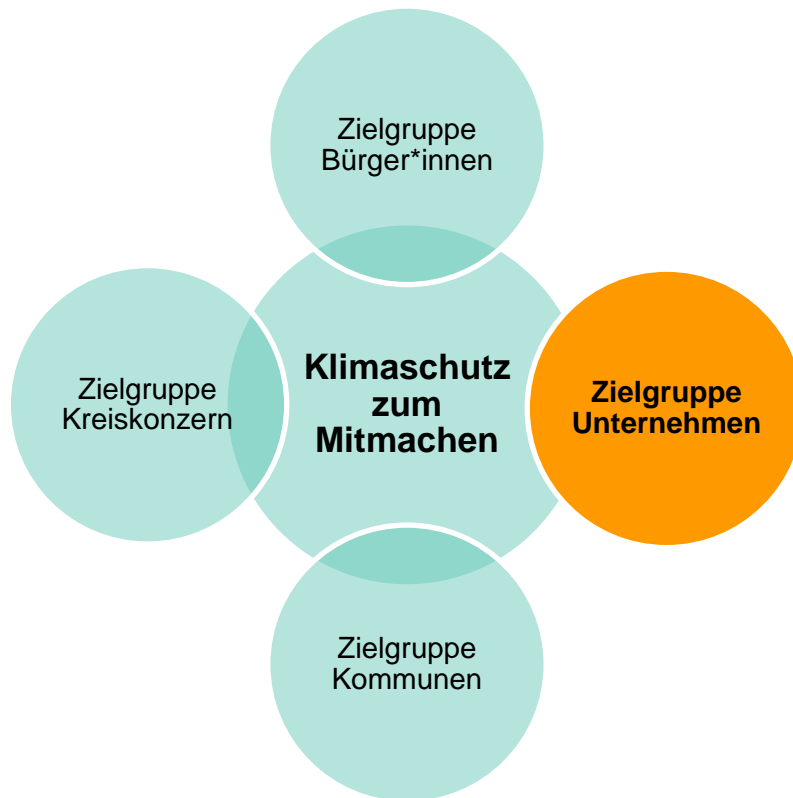 Zielgruppe
Bürger*innen
Zielgruppe
Kreiskonzern
Klimaschutz
zum
Mitmachen
Zielgruppe
Unternehmen
Zielgruppe
Kommunen